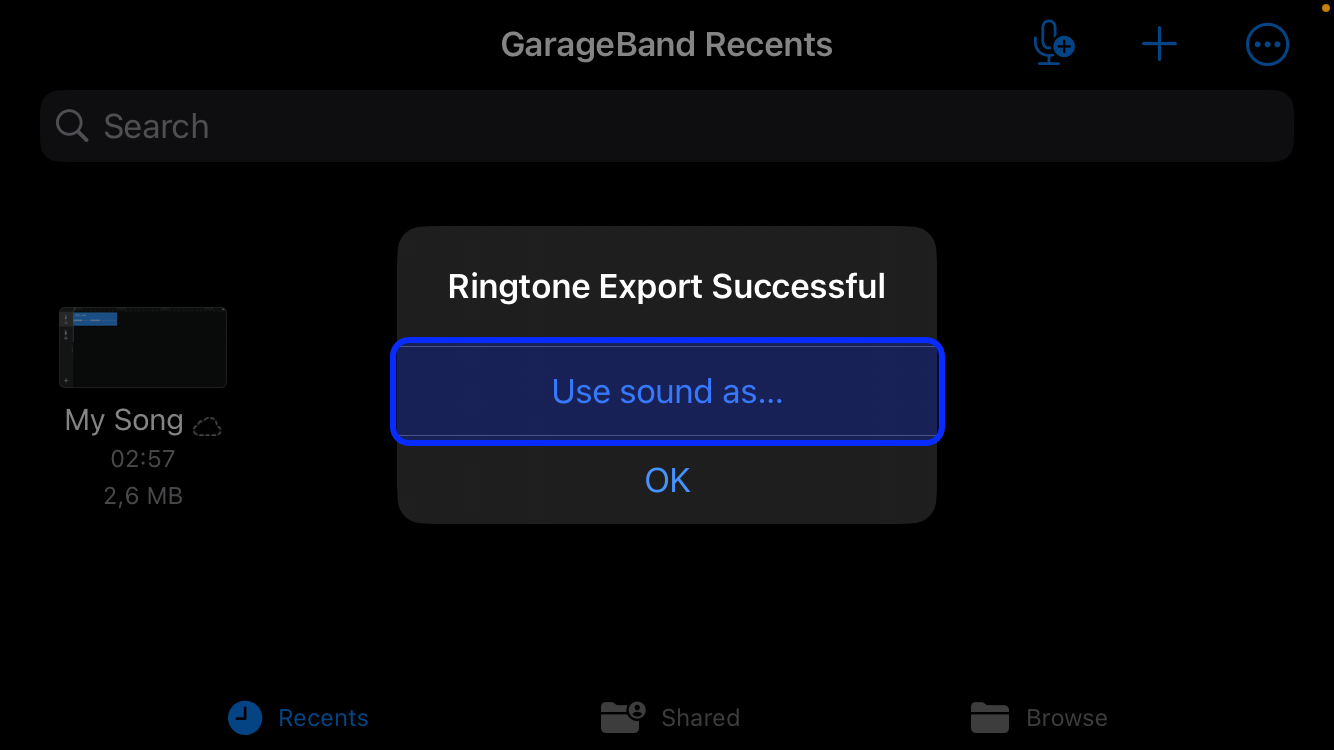 GarageBand Recents
Search
Ringtone Export Successful
Use sound as...
OK
My Song
02:57
2,6 MB
Recents
Shared
Browse